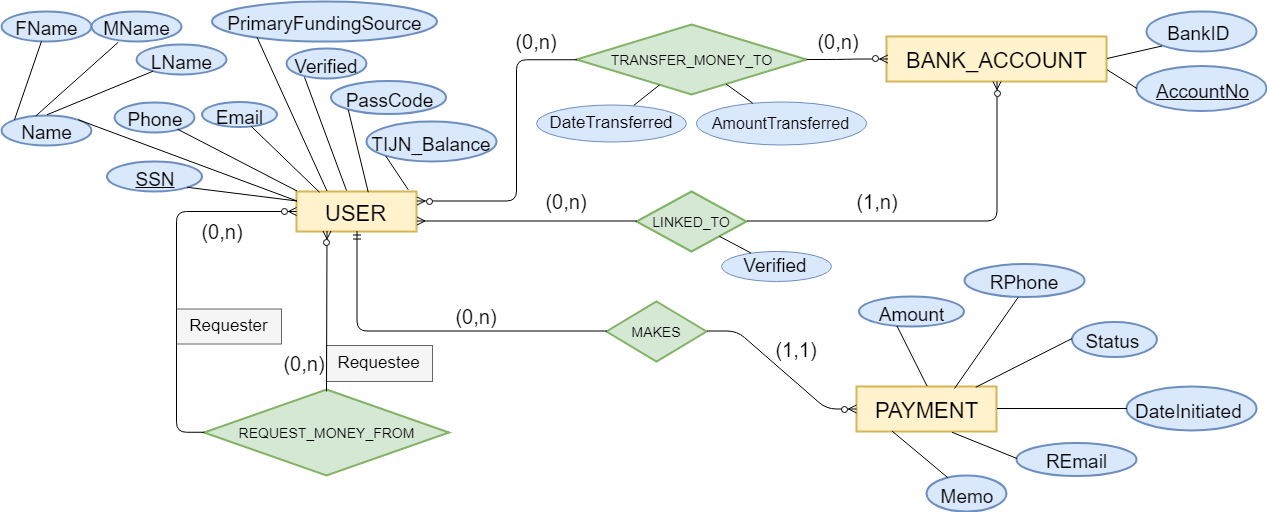 FName
MName
PrimaryFundingSource
LName
Verified
Name
Phone
Email
PassCode
TIJN_Balance
SSN
USER
(0,n)
TRANSFER_MONEY_TO
(0,n)
DateTransferred
AmountTransferred
BANK_ACCOUNT
BankID
AccountNo
(0,n)
LINKED_TO
(1,n)
Verified
(0,n)
Requester
(0,n)
Requestee
REQUEST_MONEY_FROM
(0,n)
MAKES
(1,1)
PAYMENT
Amount
RPhone
Status
DateInitiated
REmail
Memo